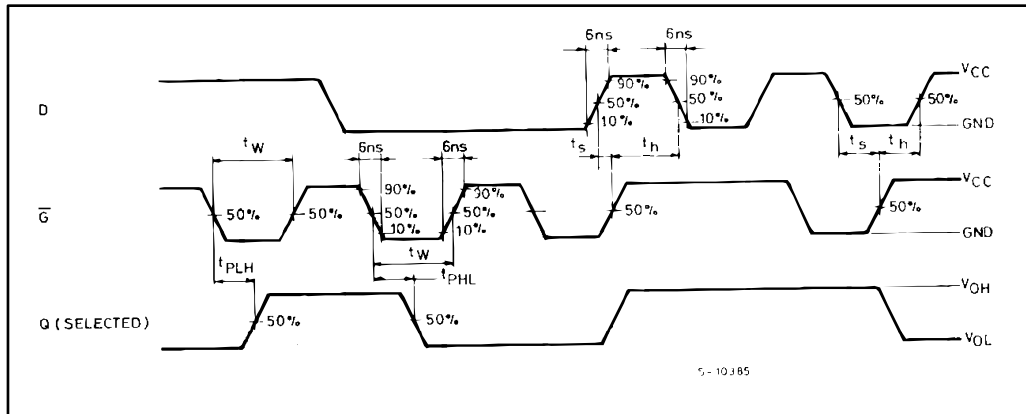 6ns 6ns
D
90% 90%
50% 50%
10% 10%
50% 50%
VCC
GND
tW
6ns 6ns
ts th
ts th
G
50% 50%
90% 90%
50% 50%
10% 10%
50%
50%
VCC
GND
tW
tPLH
tPHL
Q (SELECTED)
50%
50%
VOH
VOL
S-10385